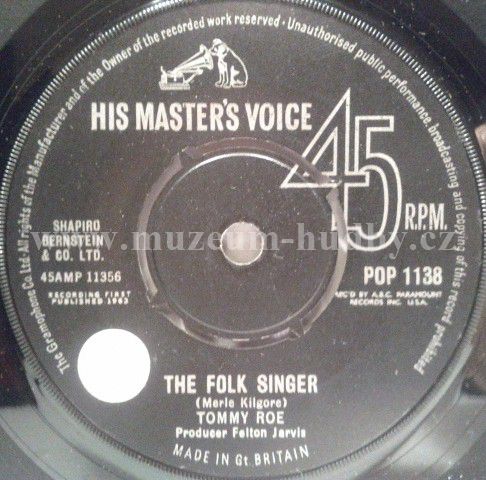 The Gramophone Co. Ltd. All rights of the Manufacturer and of the Owner of the recorded work reserved · Unauthorised public performance, broadcasting and copying of this record prohibited
HIS MASTER'S VOICE
45
R.P.M.
SHAPIRO
BERNSTEIN
& CO. LTD.
www.muzeum-hudby.cz
45AMP 11356
POP 1138
RECORDING FIRST
PUBLISHED 1963
REC'D BY A.B.C. PARAMOUNT
RECORDS INC. U.S.A.
THE FOLK SINGER
(Merle Kilgore)
TOMMY ROE
Producer Felton Jarvis
MADE IN Gt. BRITAIN